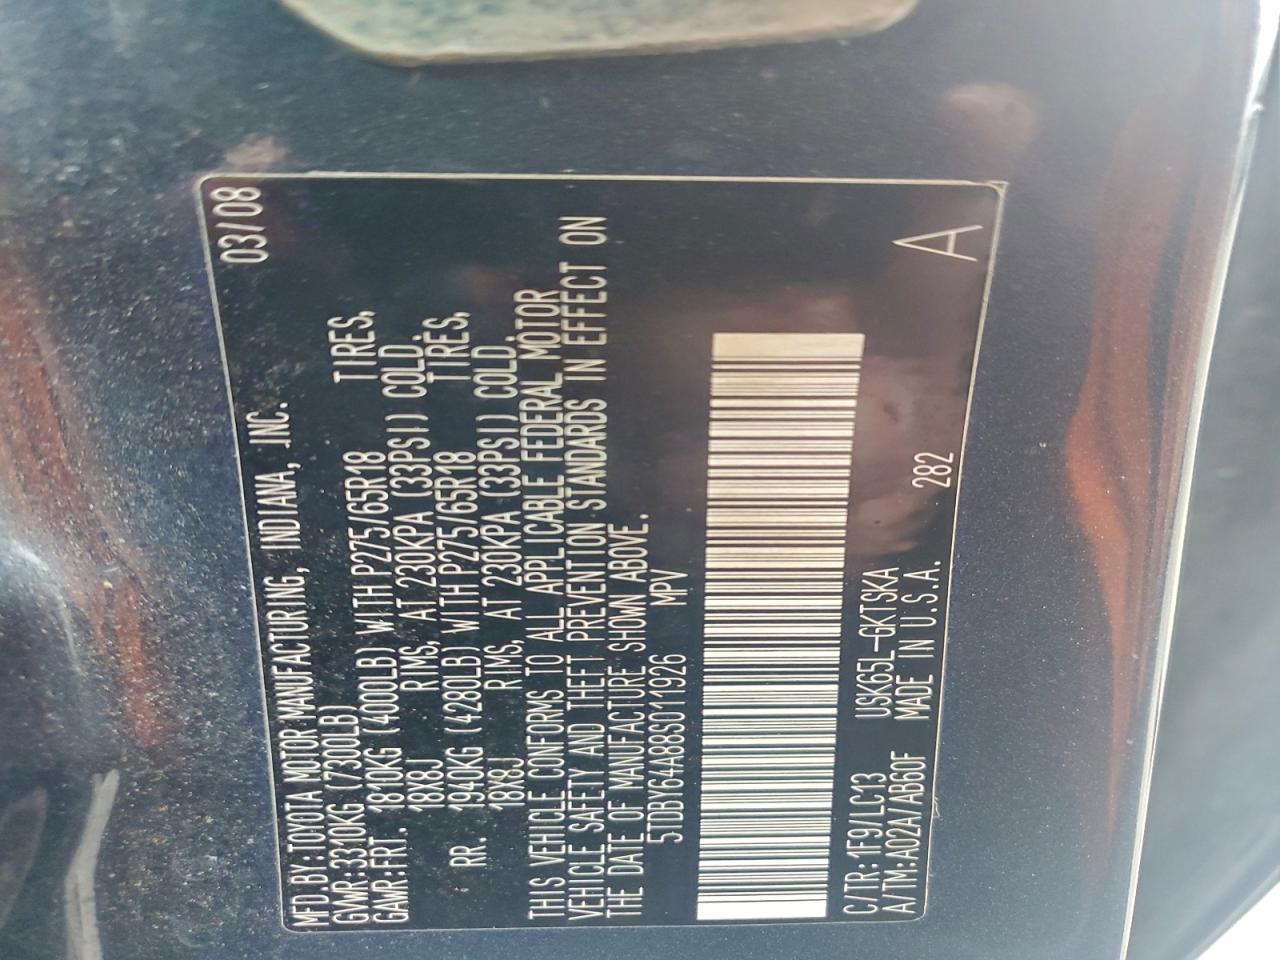 MFD.BY:TOYOTA MOTOR MANUFACTURING, INDIANA, INC. 03/08
GVWR:3310KG (7300LB)
GAWR:FRT. 1810KG (4000LB) WITH P275/65R18 TIRES,
18X8J RIMS, AT 230KPA (33PSI) COLD.
RR. 1940KG (4280LB) WITH P275/65R18 TIRES,
18X8J RIMS, AT 230KPA (33PSI) COLD.
THIS VEHICLE CONFORMS TO ALL APPLICABLE FEDERAL MOTOR
VEHICLE SAFETY AND THEFT PREVENTION STANDARDS IN EFFECT ON
THE DATE OF MANUFACTURE SHOWN ABOVE.
5TDBY64A88S011926 MPV
C/TR:1F9/LC13 USK65L-GKTSKA
A/TM:A02A/AB60F MADE IN U.S.A. 282 A